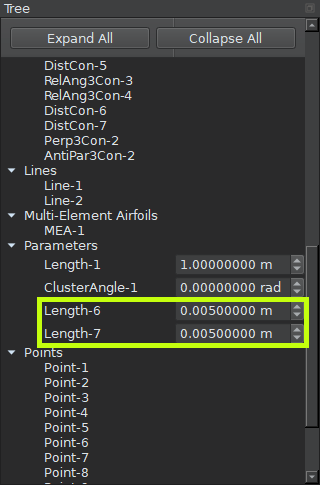 Tree
Expand All Collapse All
DistCon-5
RelAng3Con-3
RelAng3Con-4
DistCon-6
DistCon-7
Perp3Con-2
AntiPar3Con-2
Lines
Line-1
Line-2
Multi-Element Airfoils
MEA-1
Parameters
Length-1 1.00000000 m
ClusterAngle-1 0.00000000 rad
Length-6 0.00500000 m
Length-7 0.00500000 m
Points
Point-1
Point-2
Point-3
Point-4
Point-5
Point-6
Point-7
Point-8